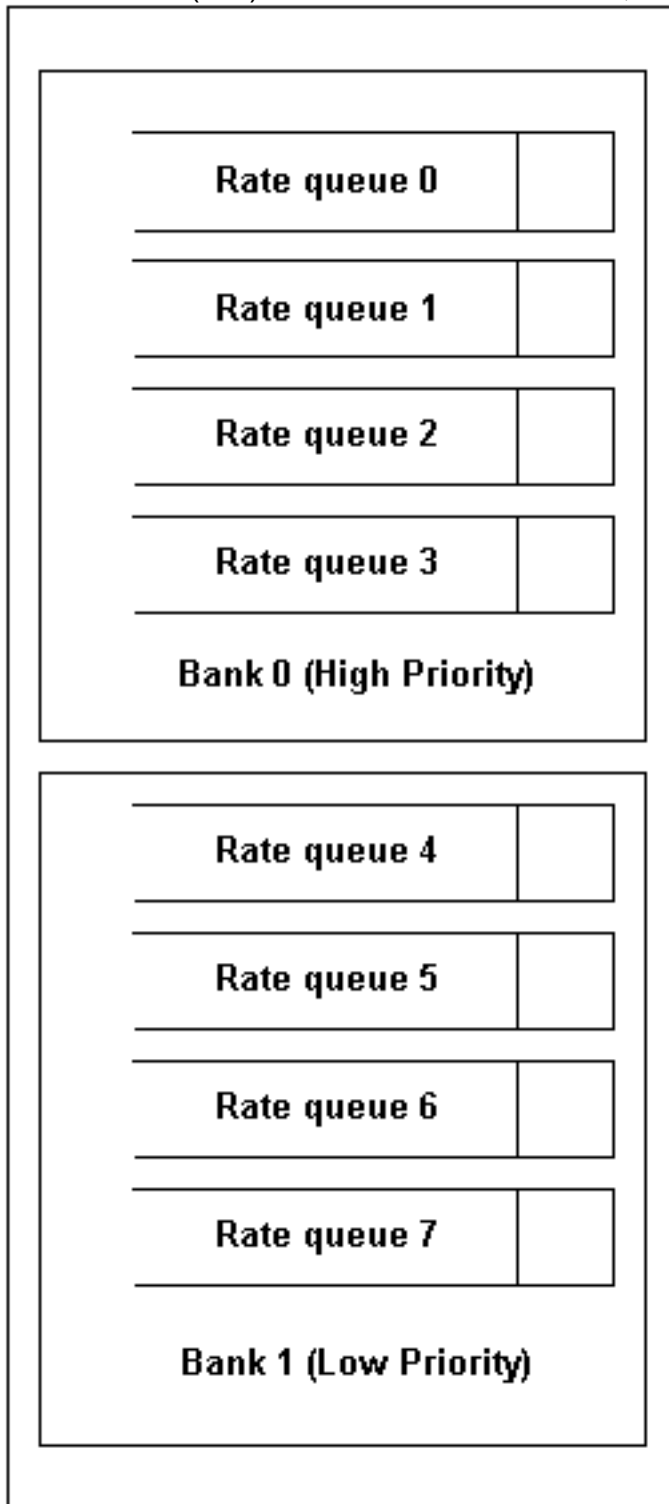 Rate queue 0
Rate queue 1
Rate queue 2
Rate queue 3
Bank 0 (High Priority)
Rate queue 4
Rate queue 5
Rate queue 6
Rate queue 7
Bank 1 (Low Priority)